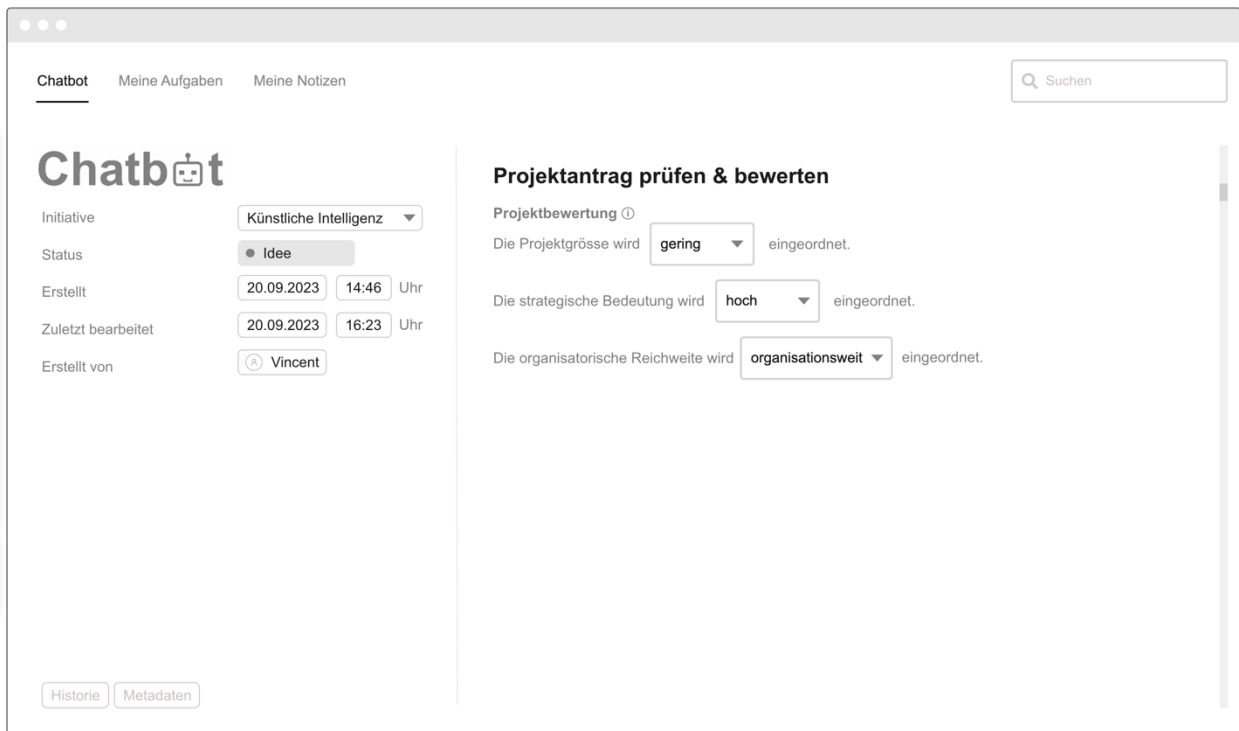 Chatbot Meine Aufgaben Meine Notizen Suchen
Chatbot
Initiative Künstliche Intelligenz
Status Idee
Erstellt 20.09.2023 14:46 Uhr
Zuletzt bearbeitet 20.09.2023 16:23 Uhr
Erstellt von Vincent
Historie Metadaten
Projektantrag prüfen & bewerten
Projektbewertung
Die Projektgrösse wird gering eingeordnet.
Die strategische Bedeutung wird hoch eingeordnet.
Die organisatorische Reichweite wird organisationsweit eingeordnet.